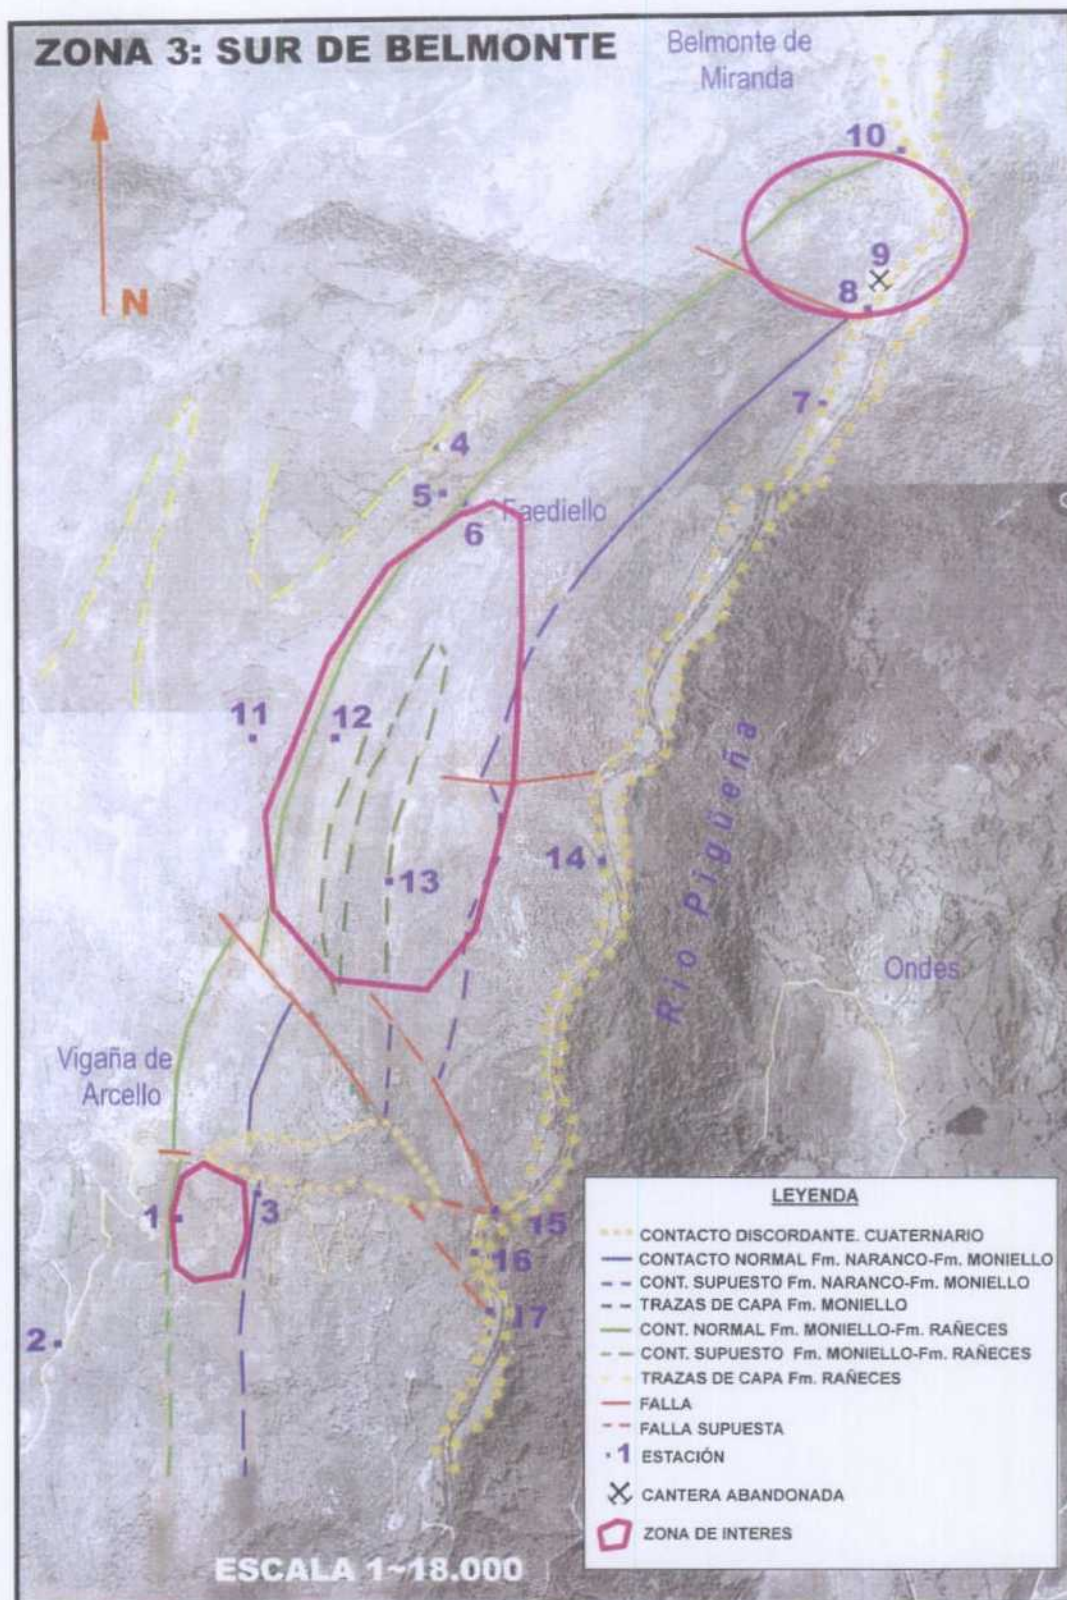 ZONA 3: SUR DE BELMONTE
Belmonte de
Miranda
10
9
8
N
7
4
5
Faediello
6
11
12
13
14
Río Pigüeña
Ondes
Vigaña de
Arcello
1
3
2
15
16
17
LEYENDA
CONTACTO DISCORDANTE. CUATERNARIO
CONTACTO NORMAL Fm. NARANCO-Fm. MONIELLO
CONT. SUPUESTO Fm. NARANCO-Fm. MONIELLO
TRAZAS DE CAPA Fm. MONIELLO
CONT. NORMAL Fm. MONIELLO-Fm. RAÑECES
CONT. SUPUESTO Fm. MONIELLO-Fm. RAÑECES
TRAZAS DE CAPA Fm. RAÑECES
FALLA
FALLA SUPUESTA
1 ESTACIÓN
CANTERA ABANDONADA
ZONA DE INTERES
ESCALA 1~18.000